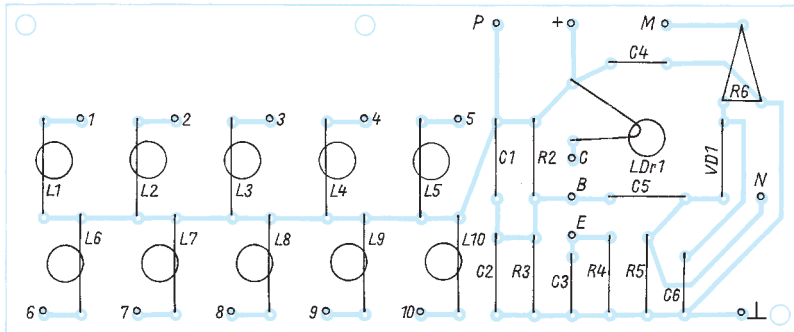 P + M
C4
R6
1 2 3 4 5
C1 R2 C LDr1 VD1
L1 L2 L3 L4 L5 B C5 N
E
L6 L7 L8 L9 L10
C2 R3 C3 R4 R5 C6
6 7 8 9 10 ⊥